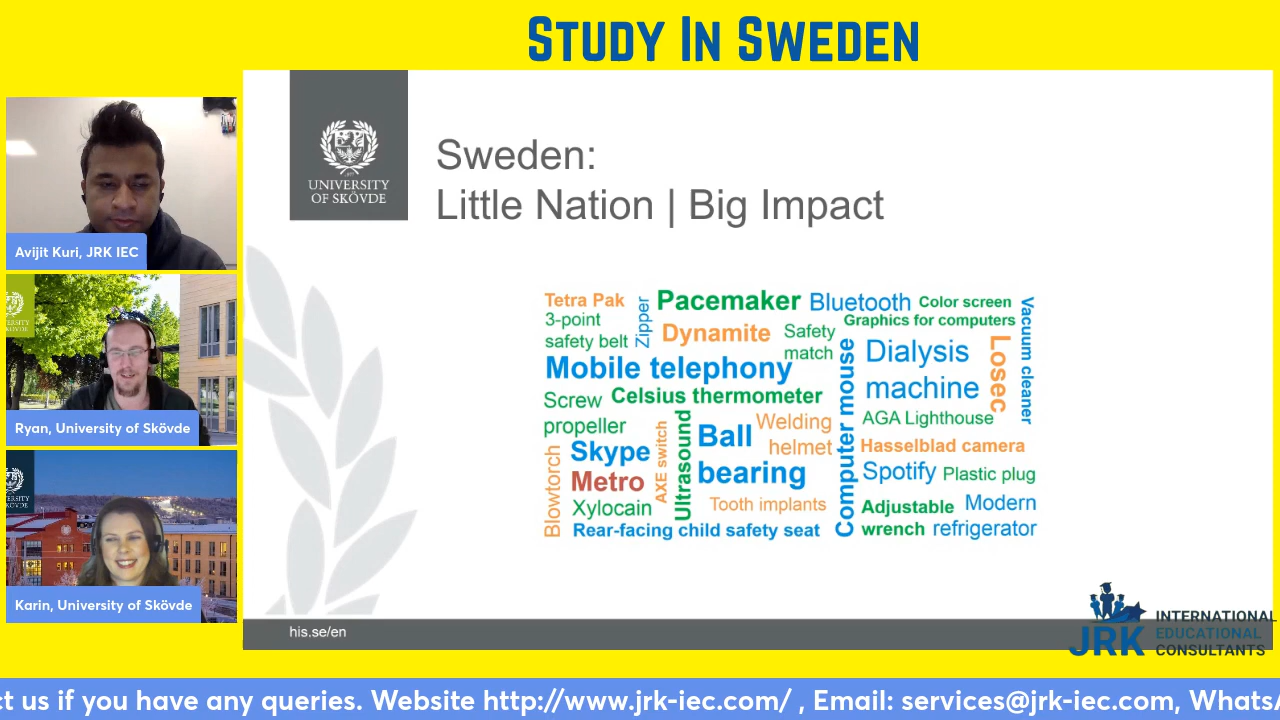 STUDY IN SWEDEN
UNIVERSITY
OF SKÖVDE
Sweden:
Little Nation | Big Impact
Avijit Kuri, JRK IEC
Ryan, University of Skövde
Karin, University of Skövde
Tetra Pak
3-point
safety belt
Zipper
Pacemaker
Bluetooth
Color screen
Graphics for computers
Vacuum cleaner
Dynamite
Safety
match
Mobile telephony
Computer mouse
Dialysis
machine
Losec
Screw
propeller
Celsius thermometer
AGA Lighthouse
Blowtorch
Skype
Metro
AXE switch
Ultrasound
Ball
bearing
Welding
helmet
Hasselblad camera
Spotify
Plastic plug
Xylocain
Tooth implants
Adjustable
wrench
Modern
refrigerator
Rear-facing child safety seat
his.se/en
JRK
INTERNATIONAL
EDUCATIONAL
CONSULTANTS
ct us if you have any queries. Website http://www.jrk-iec.com/ , Email: services@jrk-iec.com, Whats